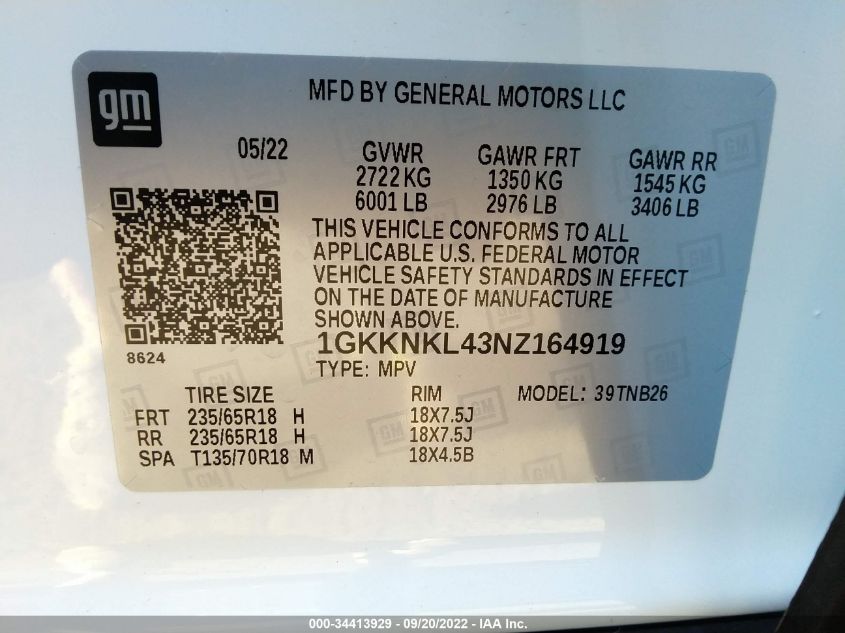 gm
MFD BY GENERAL MOTORS LLC
05/22 GVWR GAWR FRT GAWR RR
2722 KG 1350 KG 1545 KG
6001 LB 2976 LB 3406 LB
THIS VEHICLE CONFORMS TO ALL
APPLICABLE U.S. FEDERAL MOTOR
VEHICLE SAFETY STANDARDS IN EFFECT
ON THE DATE OF MANUFACTURE
SHOWN ABOVE.
8624
1GKKNKL43NZ164919
TYPE: MPV
TIRE SIZE RIM MODEL: 39TNB26
FRT 235/65R18 H 18X7.5J
RR 235/65R18 H 18X7.5J
SPA T135/70R18 M 18X4.5B
000-34413929 - 09/20/2022 - IAA Inc.